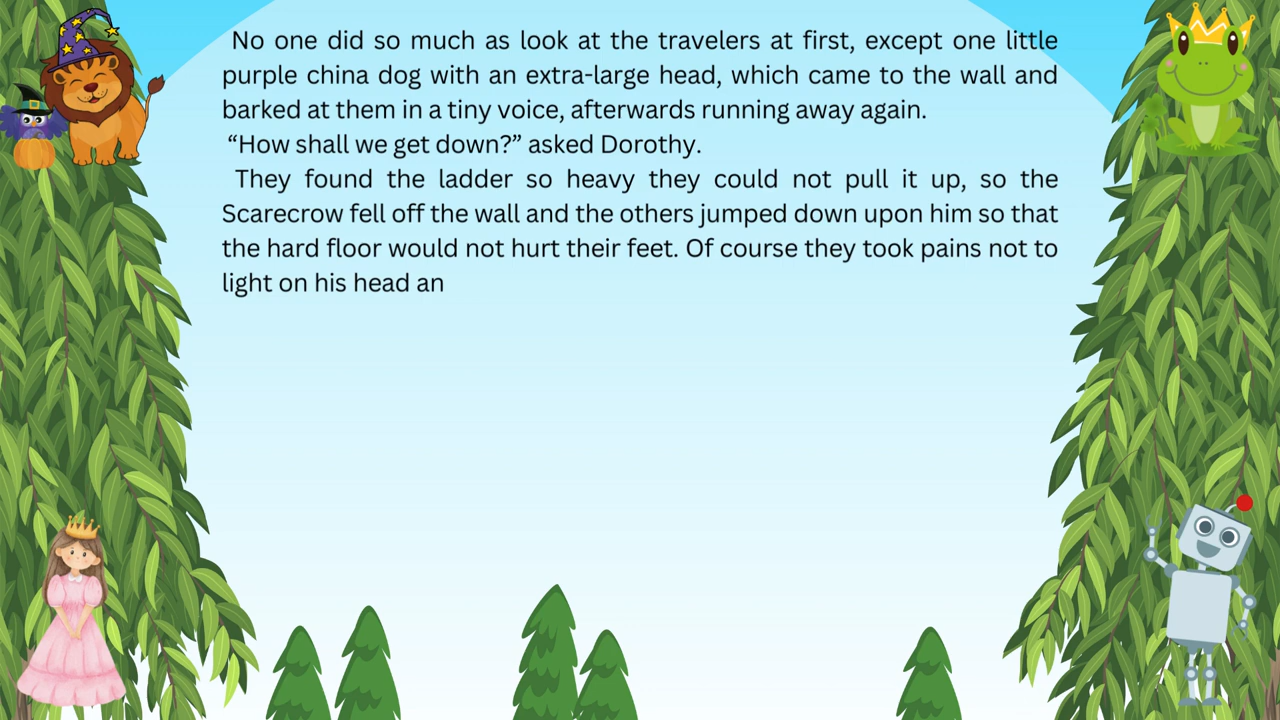 No one did so much as look at the travelers at first, except one little
purple china dog with an extra-large head, which came to the wall and
barked at them in a tiny voice, afterwards running away again.
“How shall we get down?” asked Dorothy.
They found the ladder so heavy they could not pull it up, so the
Scarecrow fell off the wall and the others jumped down upon him so that
the hard floor would not hurt their feet. Of course they took pains not to
light on his head an